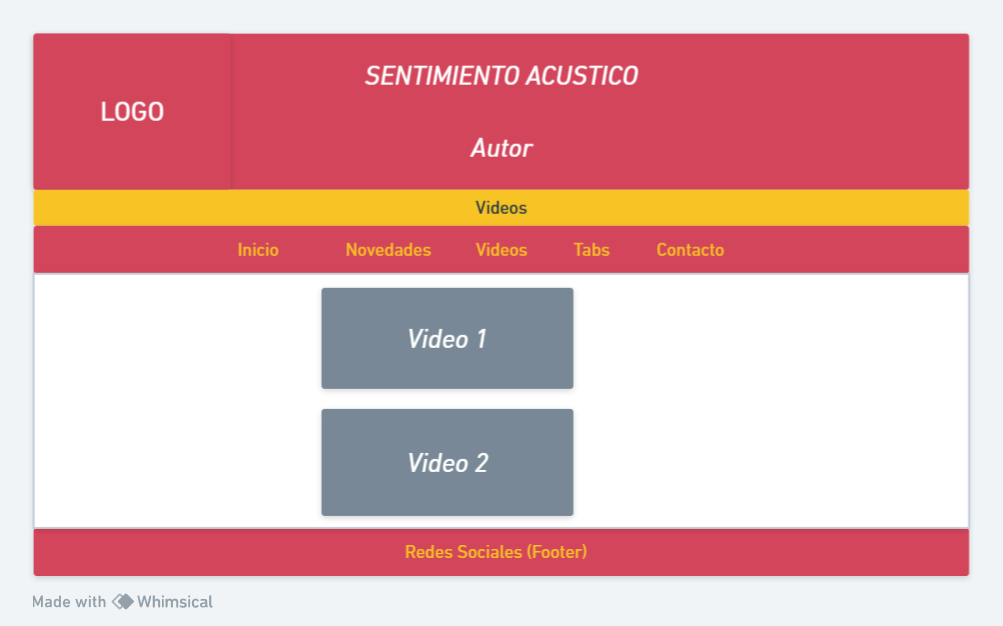 LOGO
SENTIMIENTO ACUSTICO
Autor
Videos
Inicio Novedades Videos Tabs Contacto
Video 1
Video 2
Redes Sociales (Footer)
Made with Whimsical